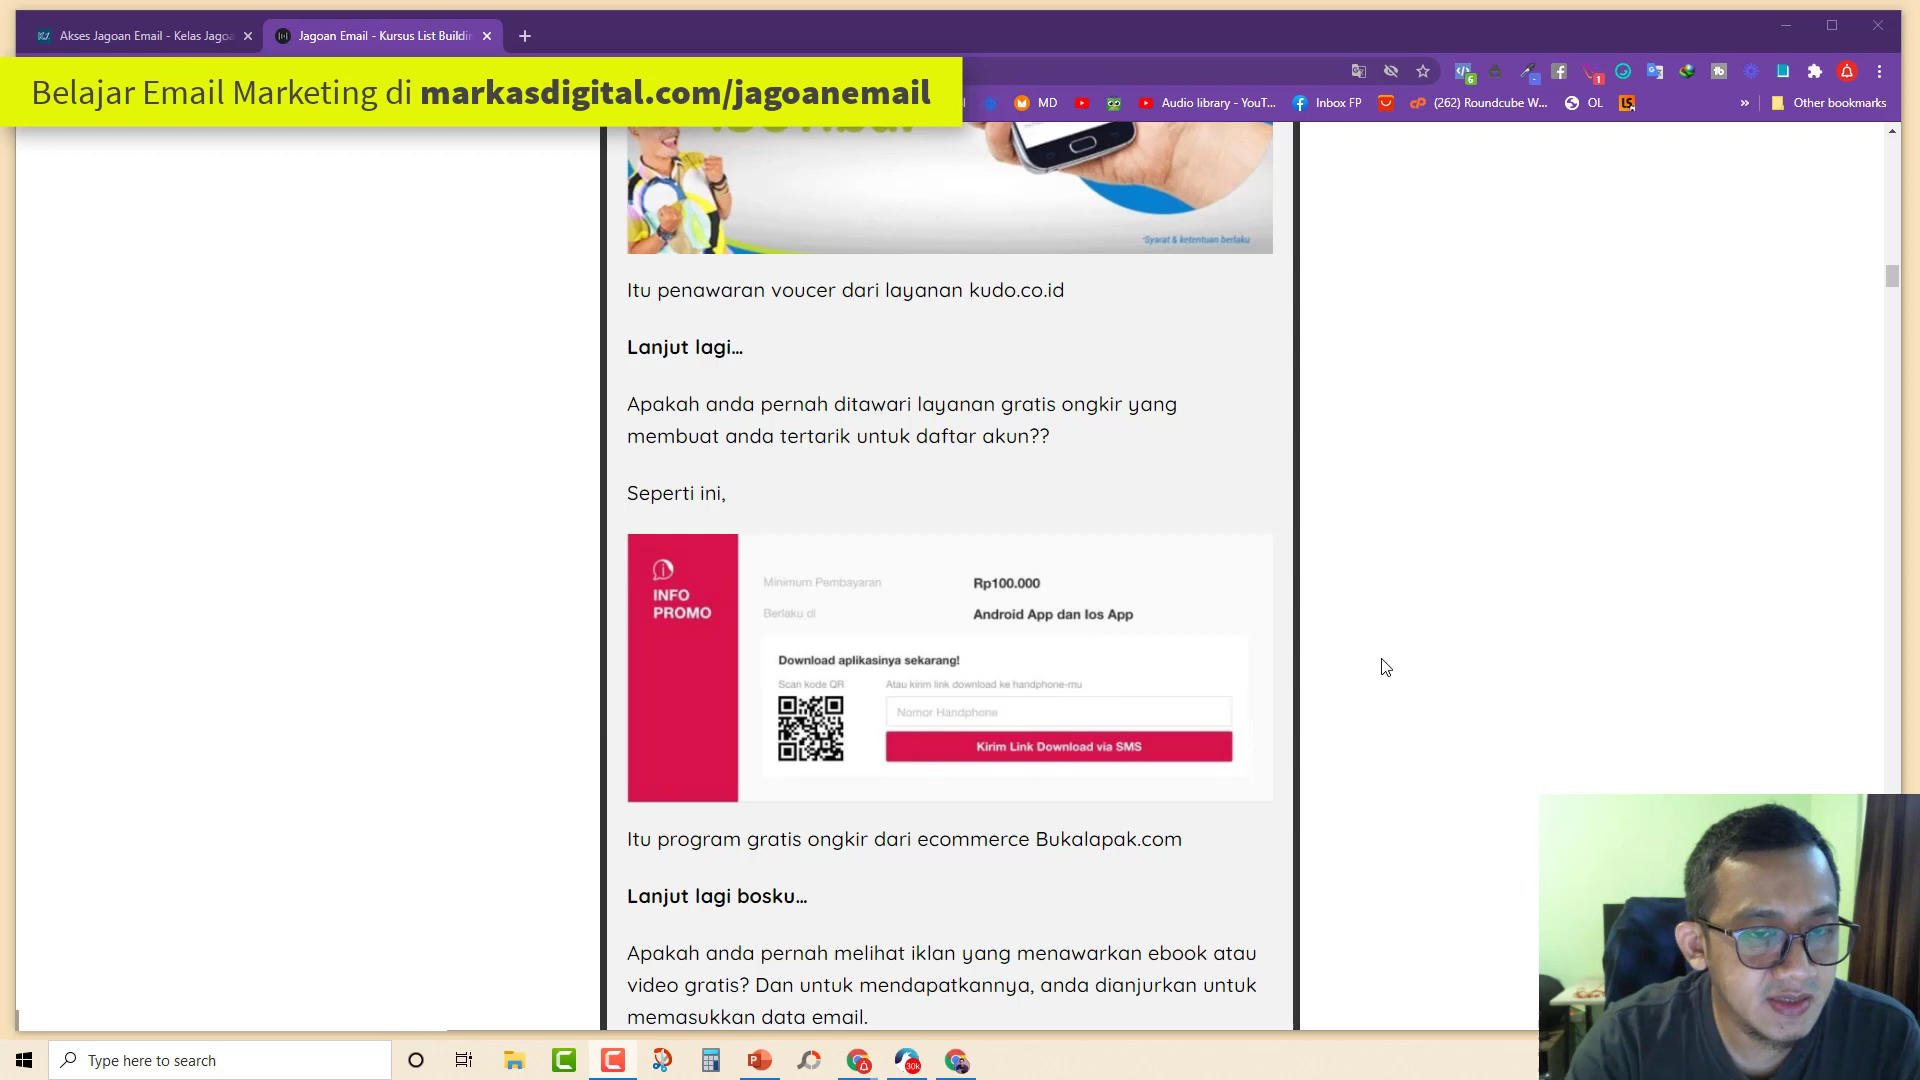 Akses Jagoan Email - Kelas Jago
Jagoan Email - Kursus List Buildin
Belajar Email Marketing di markasdigital.com/jagoanemail
6
1
MD
Audio library - YouT...
Inbox FP
(262) Roundcube W...
OL
LS
»
Other bookmarks
*Syarat & ketentuan berlaku
Itu penawaran voucer dari layanan kudo.co.id
Lanjut lagi...
Apakah anda pernah ditawari layanan gratis ongkir yang
membuat anda tertarik untuk daftar akun??
Seperti ini,
INFO
PROMO
Minimum Pembayaran
Rp100.000
Berlaku di
Android App dan Ios App
Download aplikasinya sekarang!
Scan kode QR
Atau kirim link download ke handphone-mu
Nomor Handphone
Kirim Link Download via SMS
Itu program gratis ongkir dari ecommerce Bukalapak.com
Lanjut lagi bosku...
Apakah anda pernah melihat iklan yang menawarkan ebook atau
video gratis? Dan untuk mendapatkannya, anda dianjurkan untuk
memasukkan data email.
Type here to search
30k